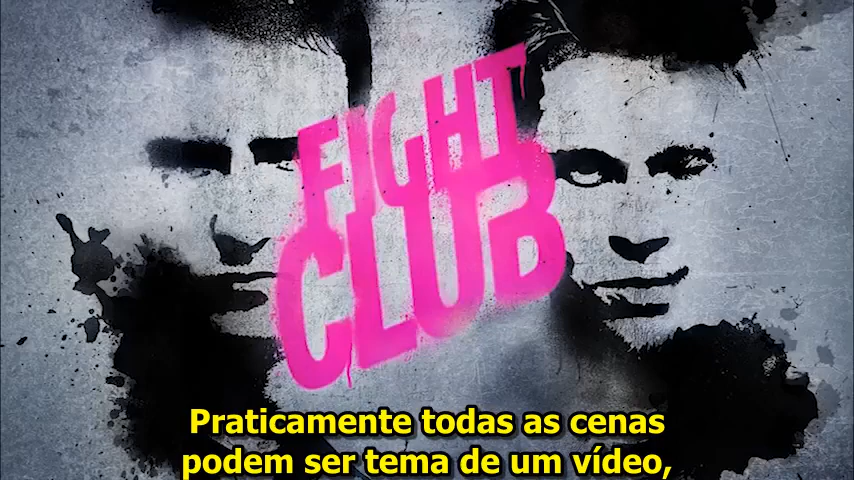 FIGHT
CLUB
Praticamente todas as cenas
podem ser tema de um vídeo,